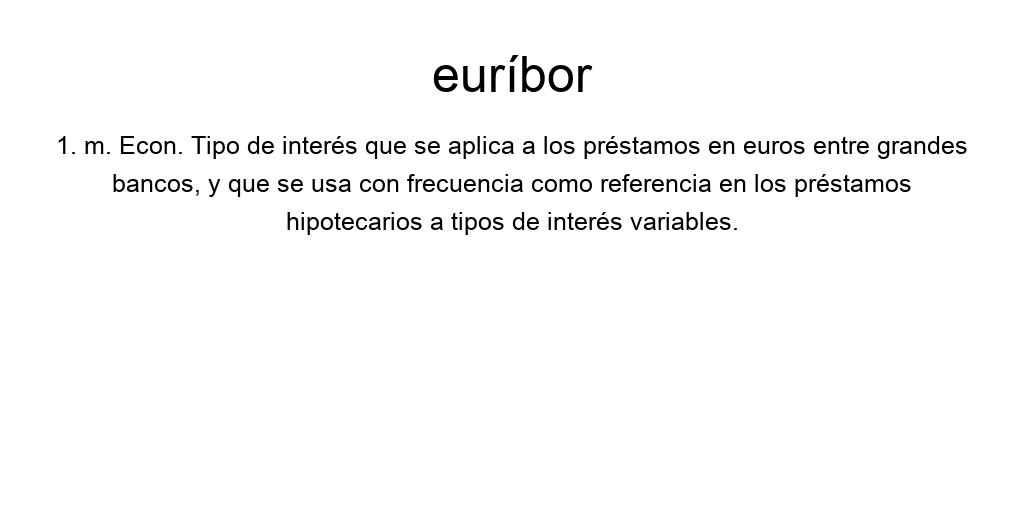 euríbor
1. m. Econ. Tipo de interés que se aplica a los préstamos en euros entre grandes
bancos, y que se usa con frecuencia como referencia en los préstamos
hipotecarios a tipos de interés variables.